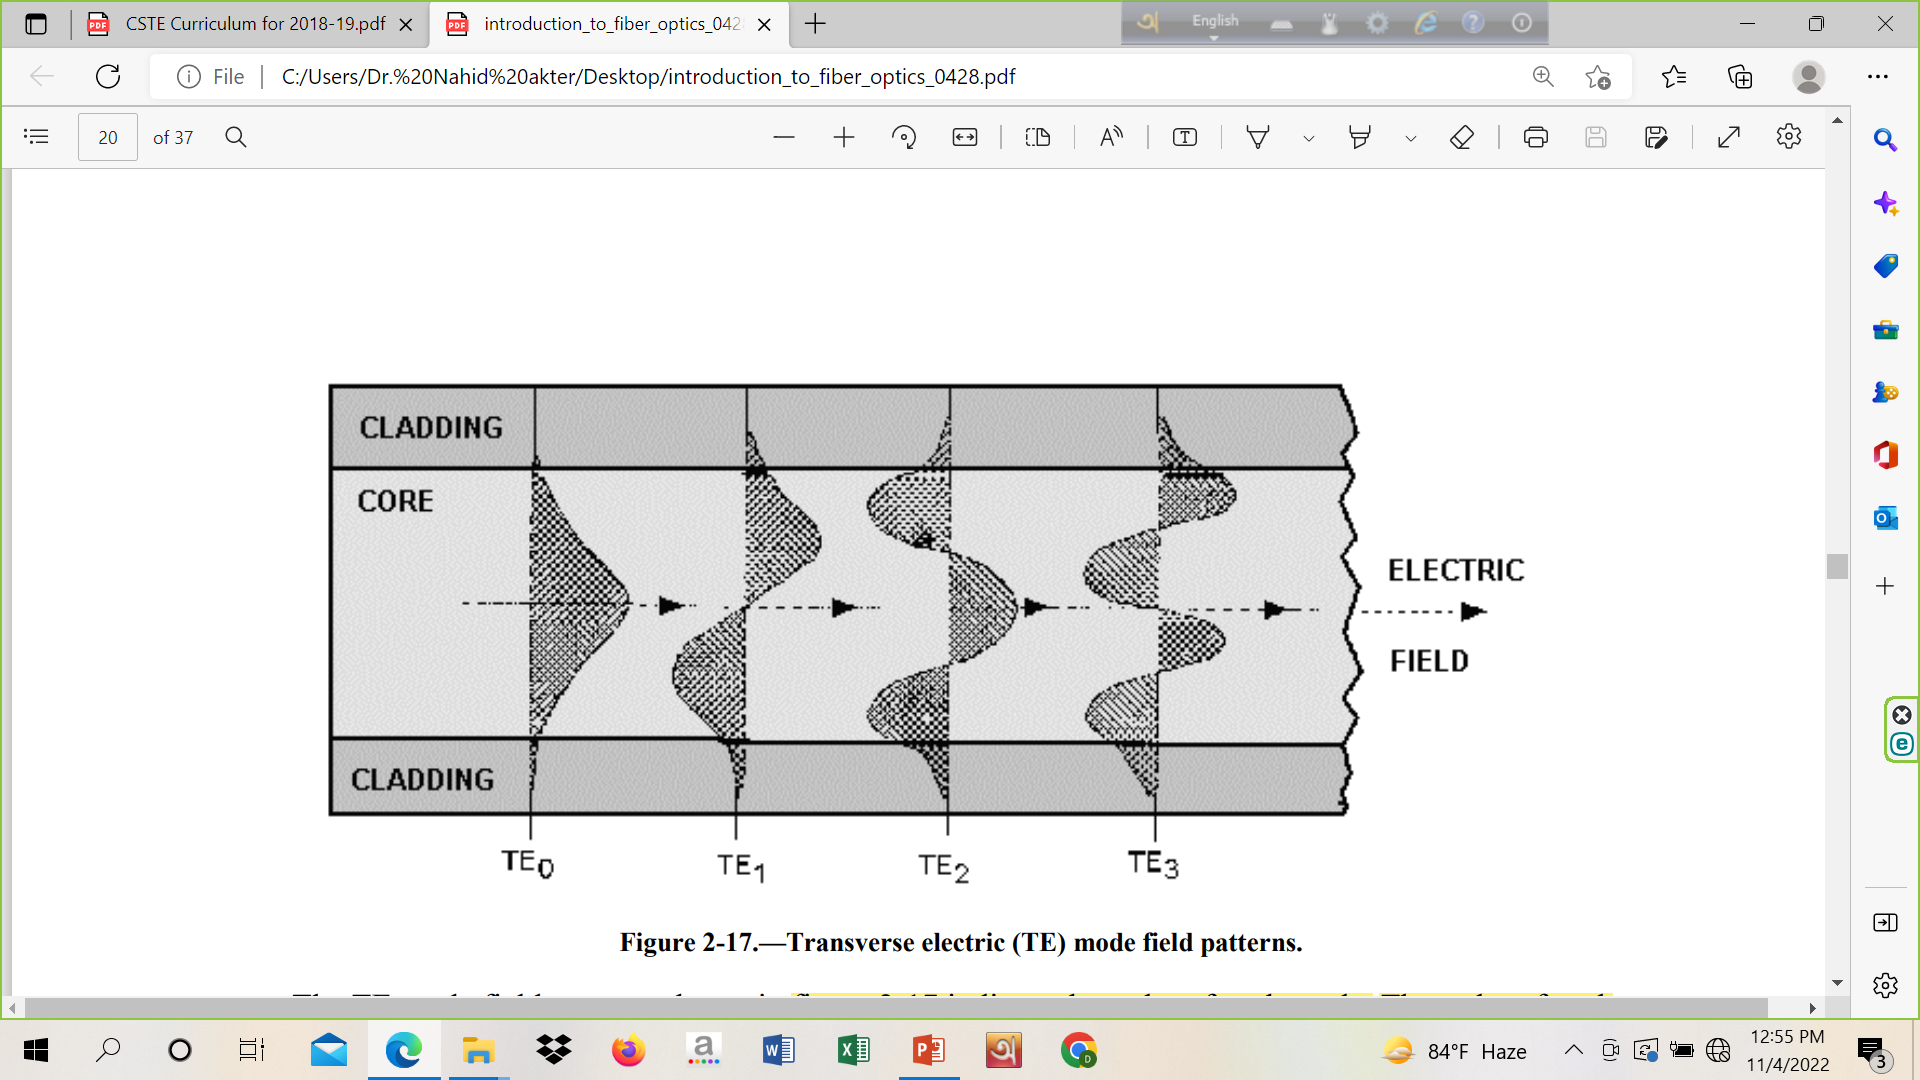 CSTE Curriculum for 2018-19.pdf
introduction_to_fiber_optics_042
English
File
C:/Users/Dr.%20Nahid%20akter/Desktop/introduction_to_fiber_optics_0428.pdf
20 of 37
CLADDING
CORE
ELECTRIC
FIELD
CLADDING
TE0 TE1 TE2 TE3
Figure 2-17.—Transverse electric (TE) mode field patterns.
84°F Haze
12:55 PM
11/4/2022
3